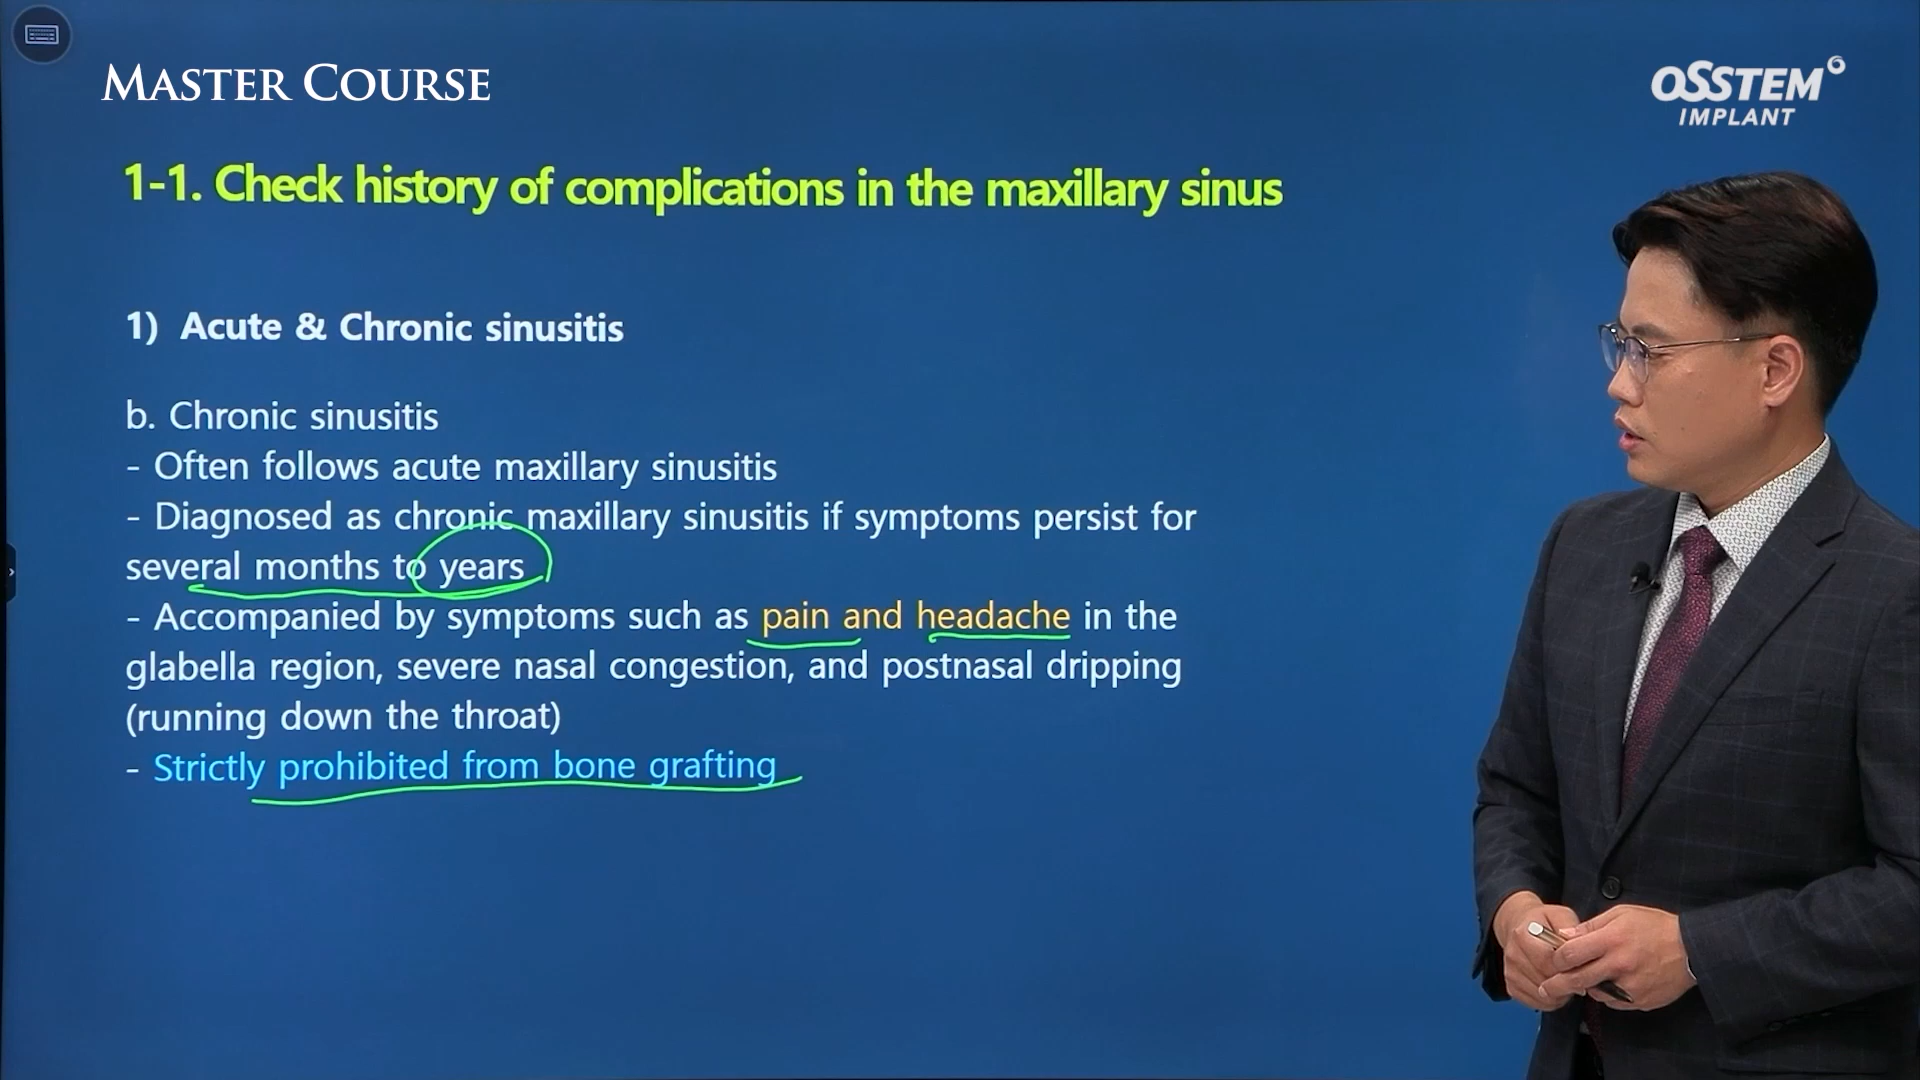 MASTER COURSE
OSSTEM
IMPLANT
1-1. Check history of complications in the maxillary sinus
1) Acute & Chronic sinusitis
b. Chronic sinusitis
- Often follows acute maxillary sinusitis
- Diagnosed as chronic maxillary sinusitis if symptoms persist for
several months to years
- Accompanied by symptoms such as pain and headache in the
glabella region, severe nasal congestion, and postnasal dripping
(running down the throat)
- Strictly prohibited from bone grafting